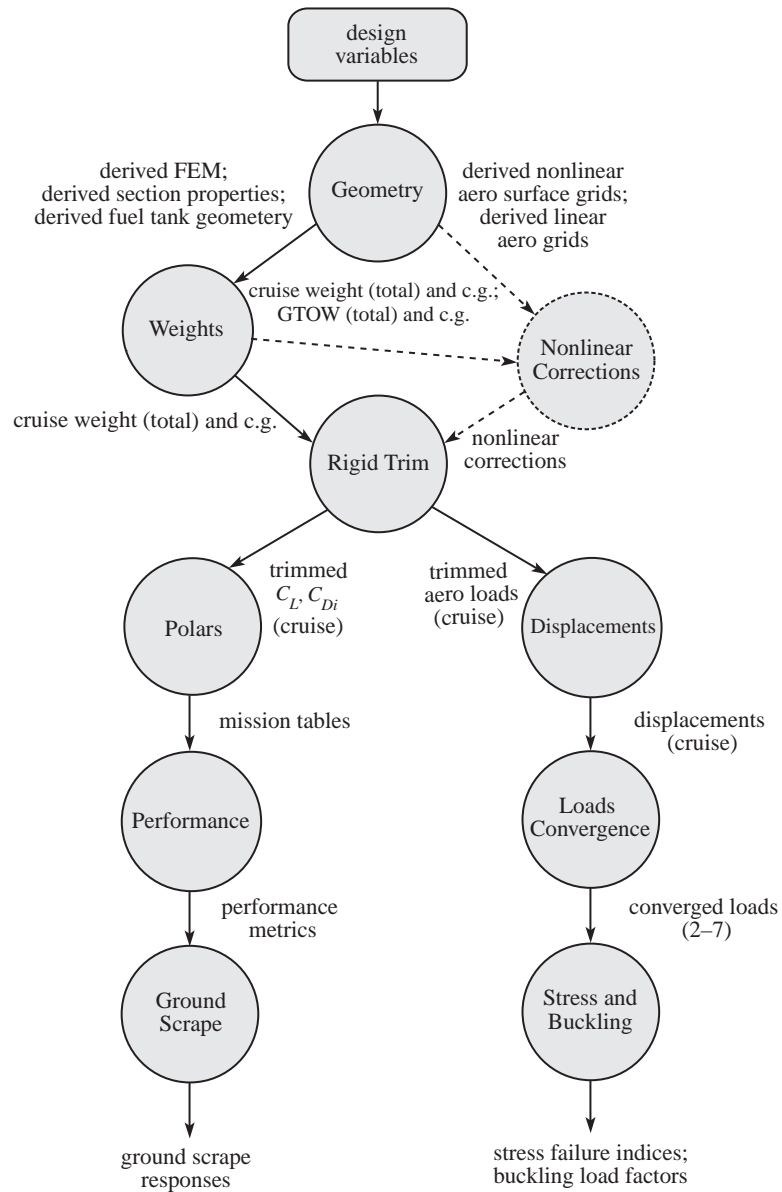 design
variables
Geometry
derived FEM;
derived section properties;
derived fuel tank geometery
derived nonlinear
aero surface grids;
derived linear
aero grids
Weights
cruise weight (total) and c.g.;
GTOW (total) and c.g.
Nonlinear
Corrections
cruise weight (total) and c.g.
Rigid Trim
nonlinear
corrections
Polars
trimmed
C_L, C_Di
(cruise)
trimmed
aero loads
(cruise)
Displacements
mission tables
displacements
(cruise)
Performance
Loads
Convergence
performance
metrics
converged loads
(2–7)
Ground
Scrape
Stress and
Buckling
ground scrape
responses
stress failure indices;
buckling load factors